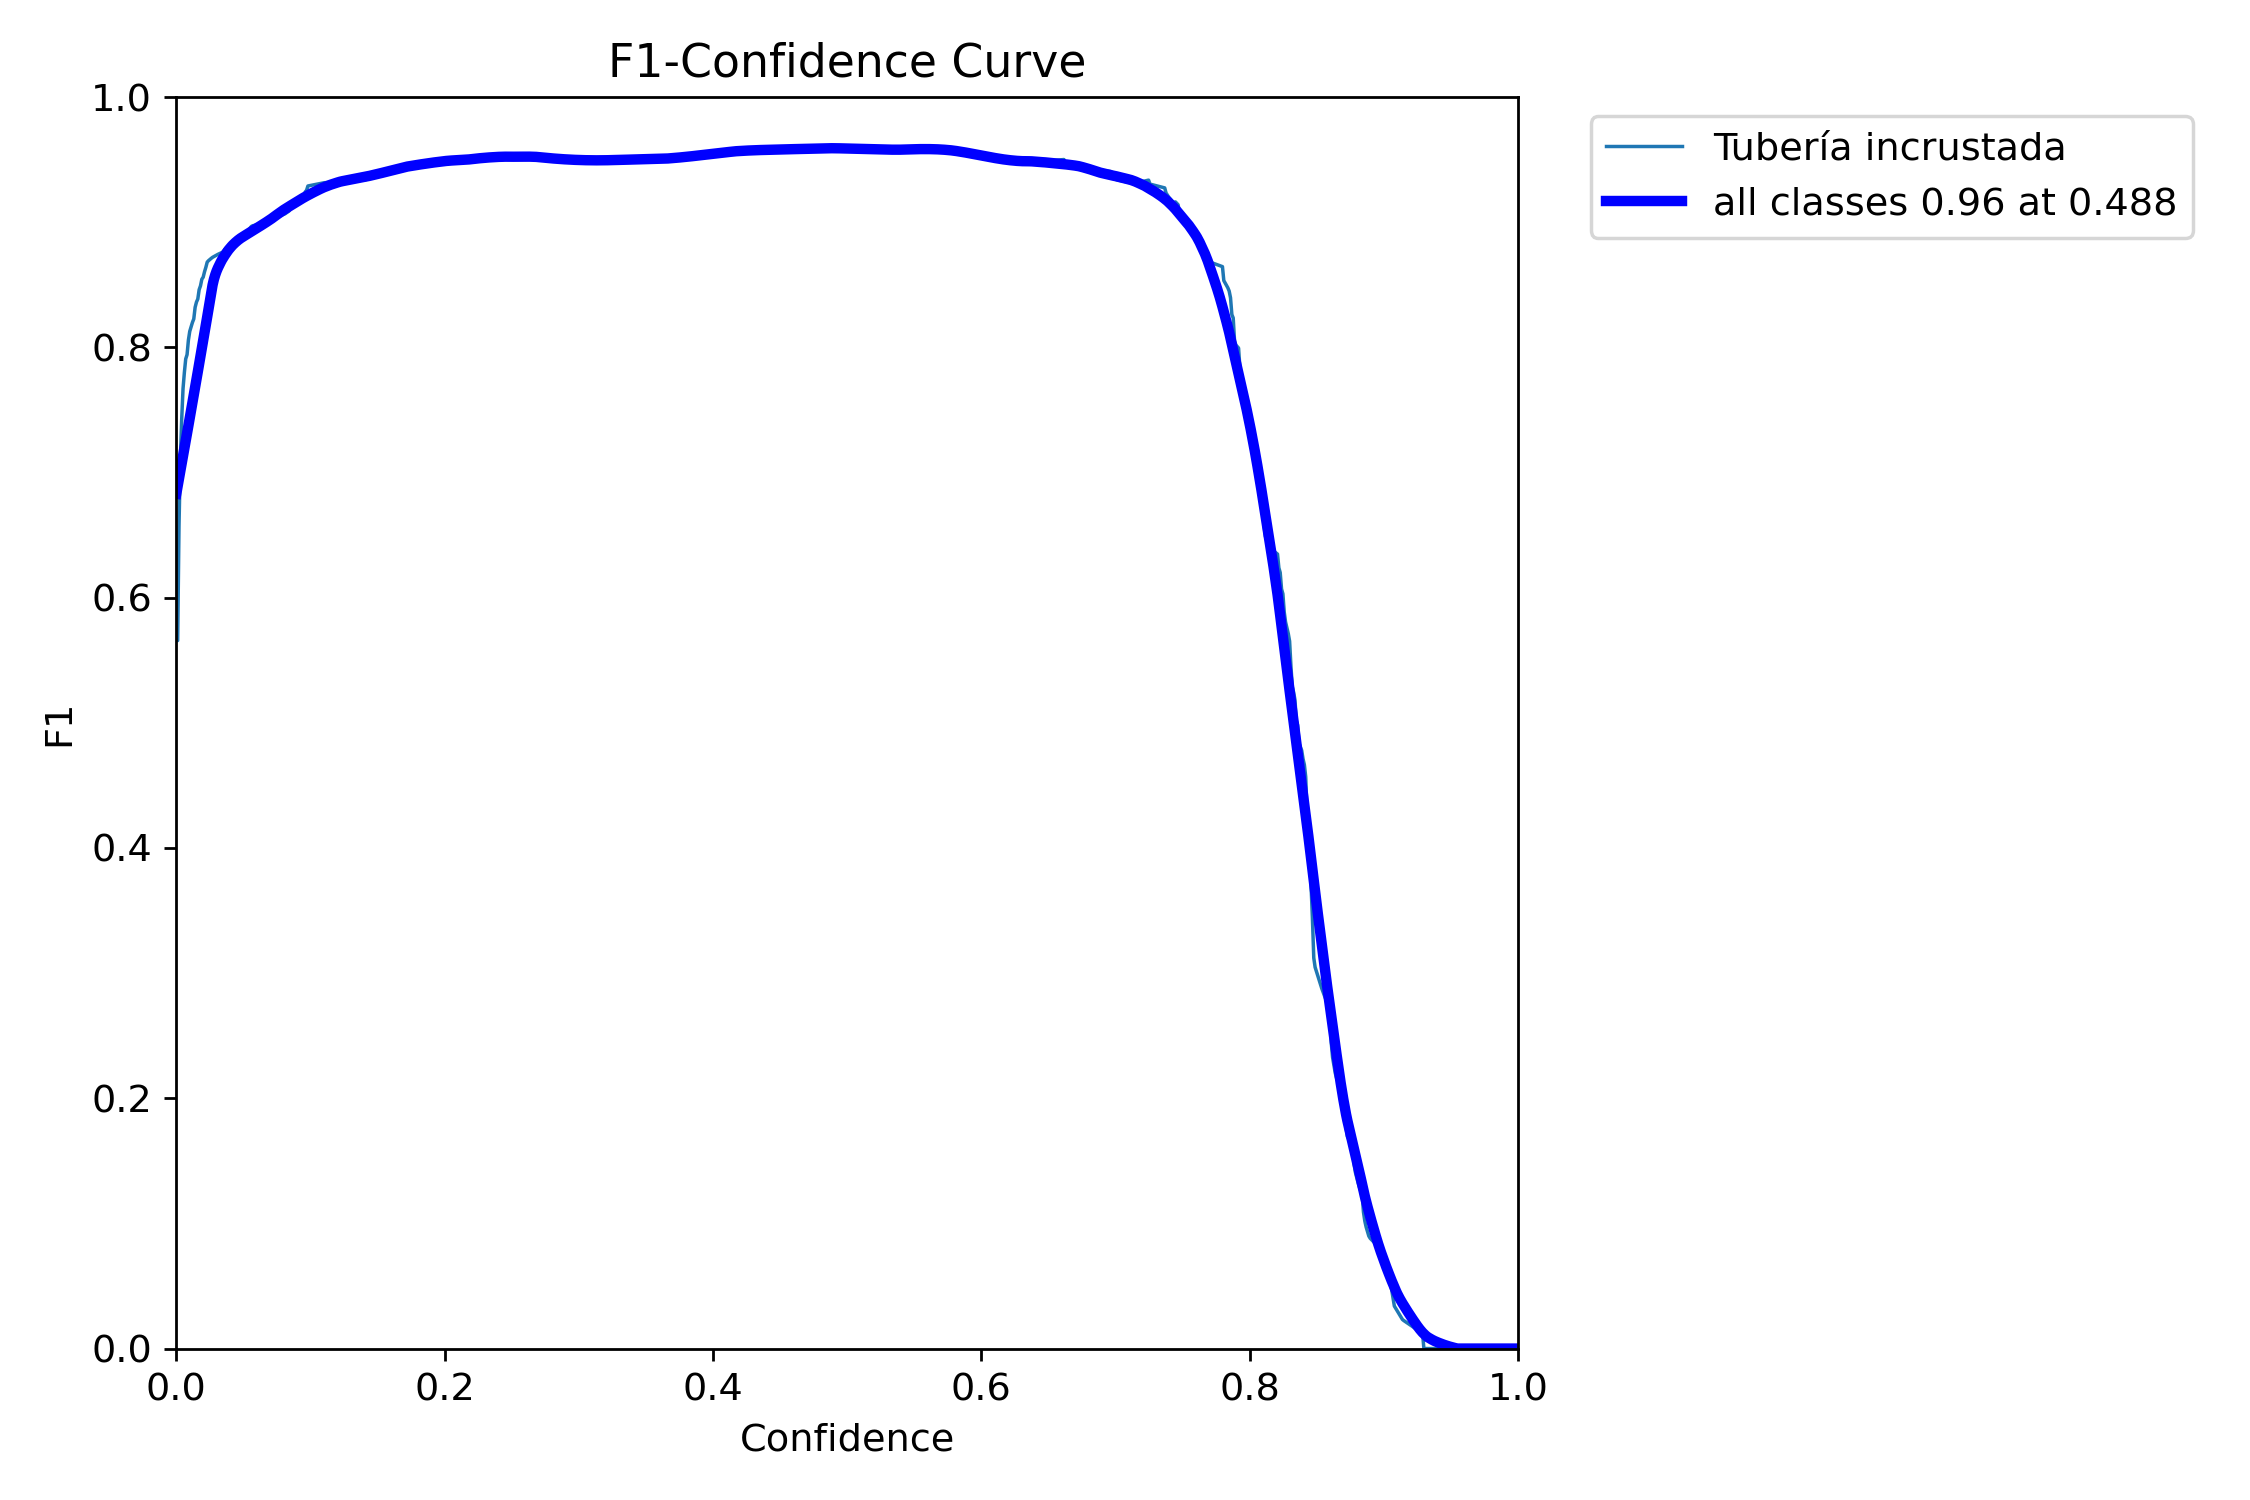 F1-Confidence Curve
1.0
0.8
0.6
0.4
0.2
0.0
F1
0.0 0.2 0.4 0.6 0.8 1.0
Confidence
Tubería incrustada
all classes 0.96 at 0.488